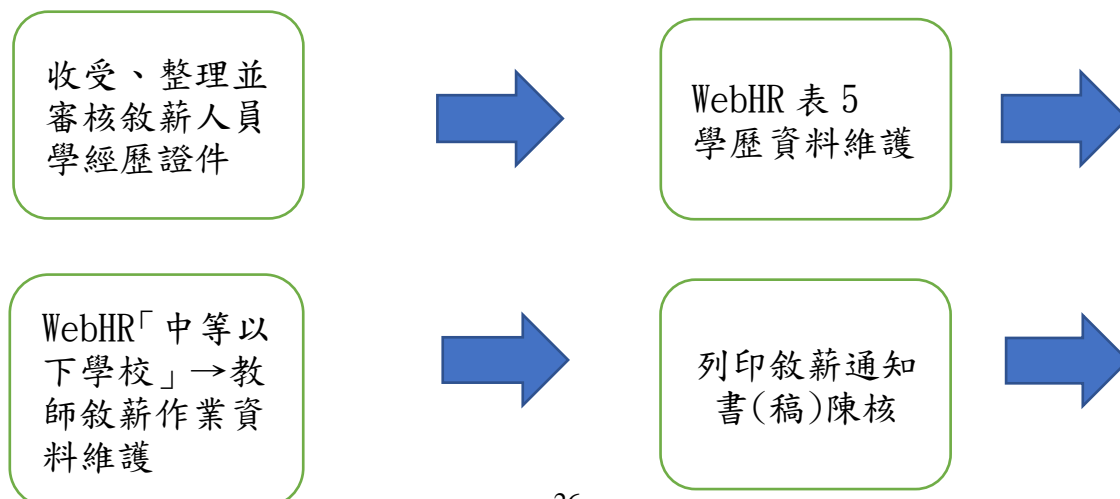 收受、整理並
審核敘薪人員
學經歷證件
WebHR 表 5
學歷資料維護
WebHR「中等以
下學校」→教
師敘薪作業資
料維護
列印敘薪通知
書(稿)陳核